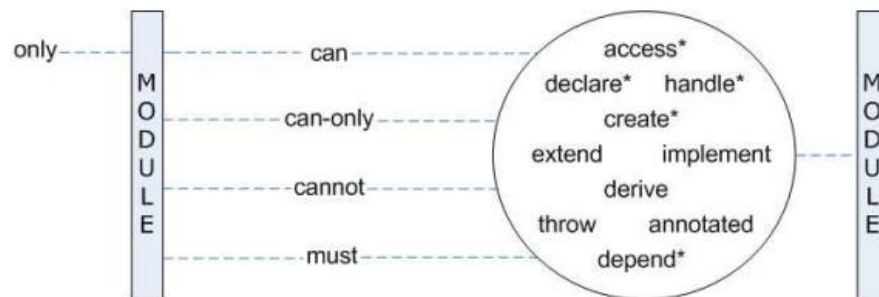 only
MODULE
can
can-only
cannot
must
access*
declare* handle*
create*
extend implement
derive
throw annotated
depend*
MODULE